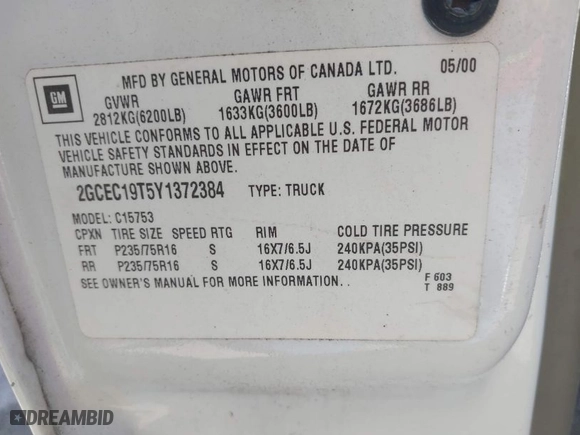 MFD BY GENERAL MOTORS OF CANADA LTD. 05/00
GM
GVWR GAWR FRT GAWR RR
2812KG(6200LB) 1633KG(3600LB) 1672KG(3686LB)
THIS VEHICLE CONFORMS TO ALL APPLICABLE U.S. FEDERAL MOTOR
VEHICLE SAFETY STANDARDS IN EFFECT ON THE DATE OF
MANUFACTURE SHOWN ABOVE.
2GCEC19T5Y1372384 TYPE: TRUCK
MODEL: C15753
CPXN TIRE SIZE SPEED RTG RIM COLD TIRE PRESSURE
FRT P235/75R16 S 16X7/6.5J 240KPA(35PSI)
RR P235/75R16 S 16X7/6.5J 240KPA(35PSI)
SEE OWNER'S MANUAL FOR MORE INFORMATION. . F 603
T 889
DREAMBID